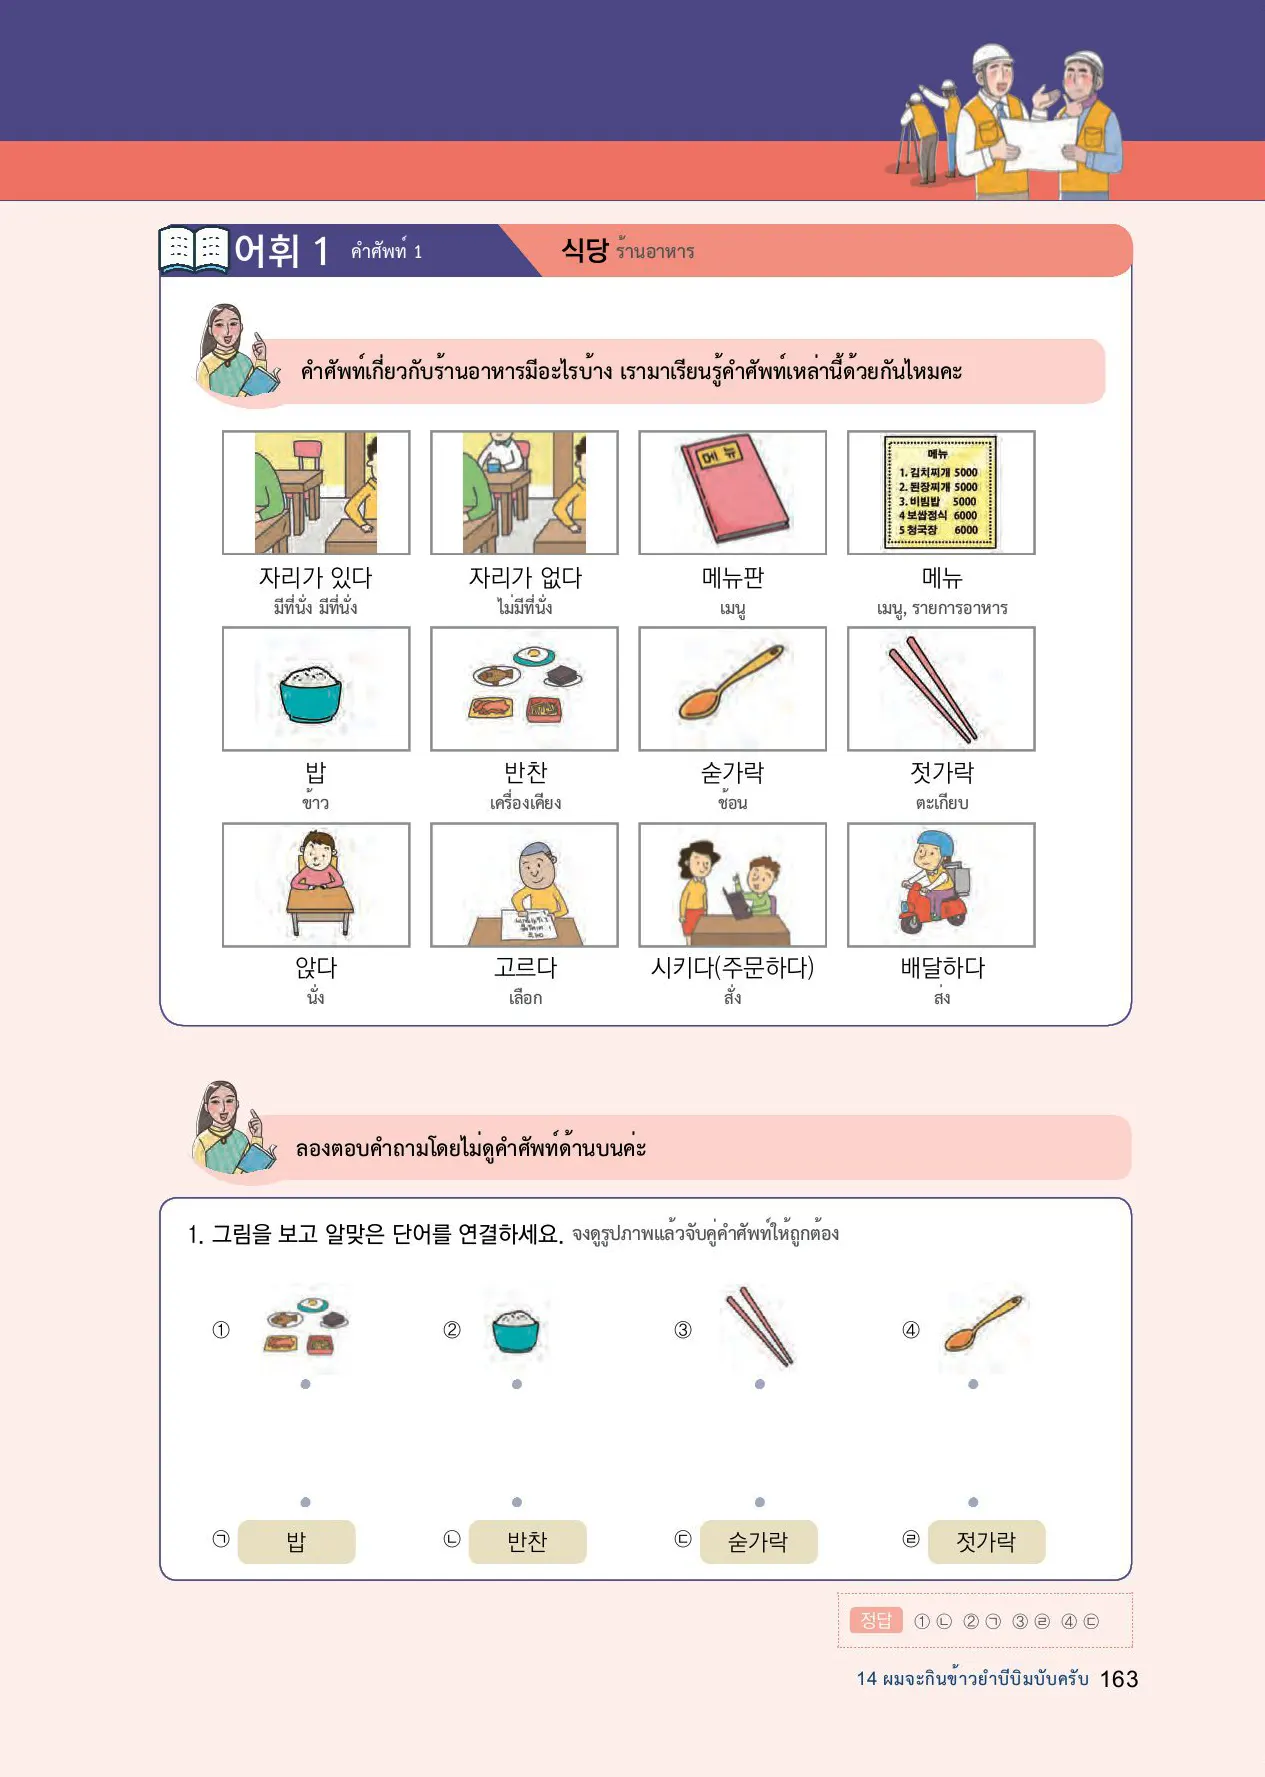 어휘 1 คำศัพท์ 1 식당 ร้านอาหาร
คำศัพท์เกี่ยวกับร้านอาหารมีอะไรบ้าง เรามาเรียนรู้คำศัพท์เหล่านี้ด้วยกันไหมคะ
메뉴
메뉴
1. 김치찌개 5000
2. 된장찌개 5000
3. 비빔밥 5000
4 보쌈정식 6000
5 청국장 6000
자리가 있다 자리가 없다 메뉴판 메뉴
มีที่นั่ง มีที่นั่ง ไม่มีที่นั่ง เมนู เมนู, รายการอาหาร
밥 반찬 숟가락 젓가락
ข้าว เครื่องเคียง ช้อน ตะเกียบ
앉다 고르다 시키다(주문하다) 배달하다
นั่ง เลือก สั่ง ส่ง
ลองตอบคำถามโดยไม่ดูคำศัพท์ด้านบนค่ะ
1. 그림을 보고 알맞은 단어를 연결하세요. จงดูรูปภาพแล้วจับคู่คำศัพท์ให้ถูกต้อง
① ② ③ ④
㉠ 밥 ㉡ 반찬 ㉢ 숟가락 ㉣ 젓가락
정답 ① ㉡ ② ㉠ ③ ㉣ ④ ㉢
14 ผมจะกินข้าวยำบีบิมบับครับ 163